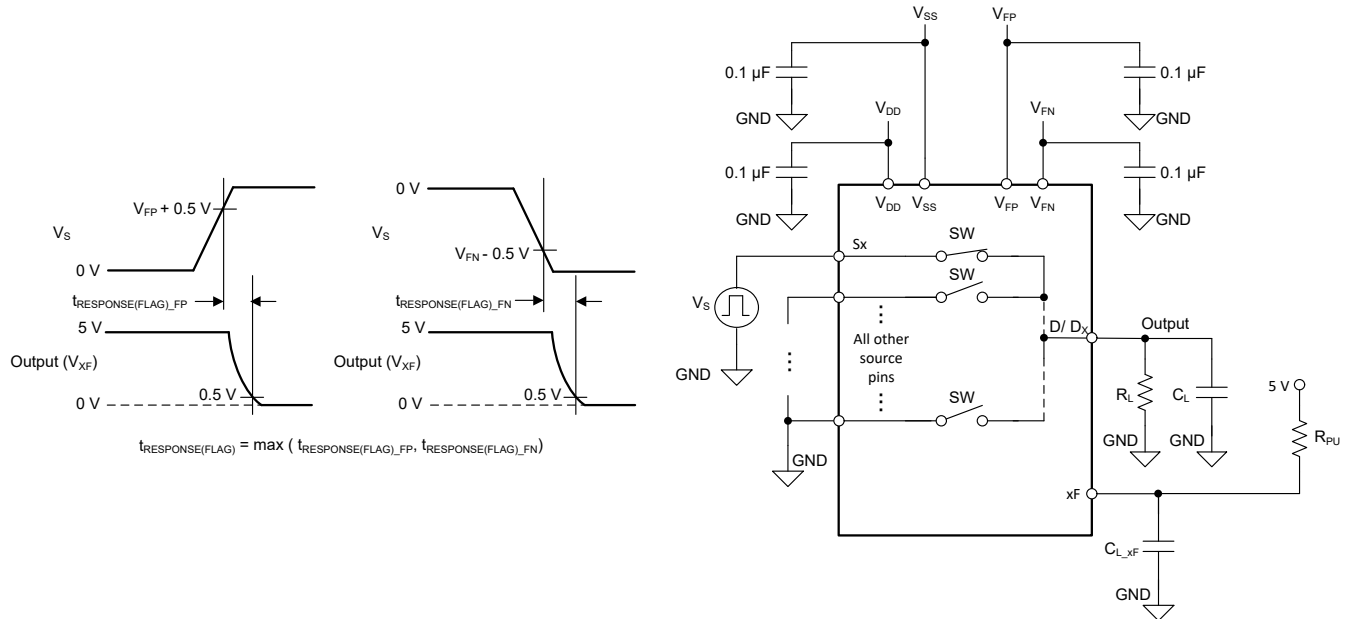 0 V
V_FP + 0.5 V
V_S
0 V
V_FN - 0.5 V
V_S
t_RESPONSE(FLAG)_FP
t_RESPONSE(FLAG)_FN
5 V
Output (V_XF)
0.5 V
0 V
5 V
Output (V_XF)
0.5 V
0 V
t_RESPONSE(FLAG) = max ( t_RESPONSE(FLAG)_FP, t_RESPONSE(FLAG)_FN)
V_SS
V_FP
0.1 µF
0.1 µF
GND
GND
V_DD
V_FN
0.1 µF
0.1 µF
GND
GND
V_DD
V_SS
V_FP
V_FN
Sx
SW
SW
V_S
GND
All other
source
pins
D/ D_X
Output
SW
R_L
C_L
5 V
R_PU
GND
GND
GND
xF
C_L_xF
GND